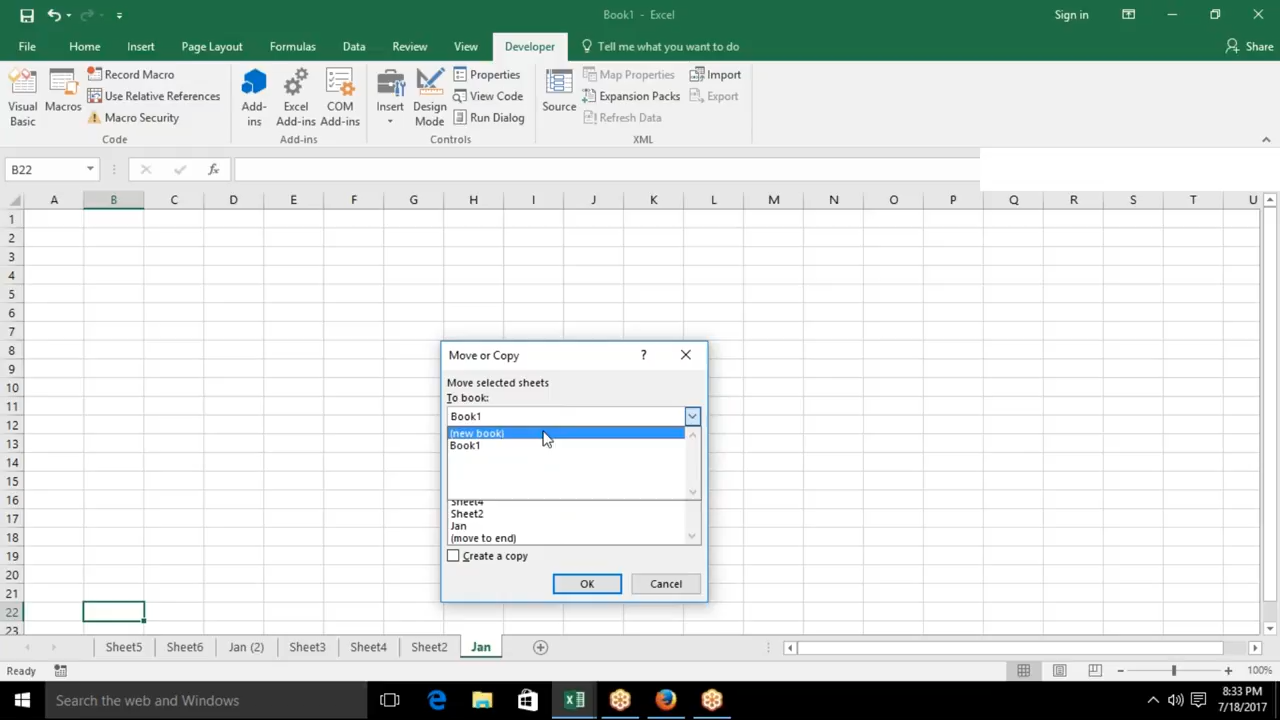 Book1 - Excel
Sign in
File Home Insert Page Layout Formulas Data Review View Developer Tell me what you want to do Share
Visual Basic
Macros
Record Macro
Use Relative References
Macro Security
Code
Add-ins
Excel Add-ins
COM Add-ins
Add-ins
Insert
Design Mode
Properties
View Code
Run Dialog
Controls
Source
Map Properties
Expansion Packs
Refresh Data
Import
Export
XML
B22
fx
A B C D E F G H I J K L M N O P Q R S T U
1
2
3
4
5
6
7
8
9
10
11
12
13
14
15
16
17
18
19
20
21
22
23
Move or Copy ?
Move selected sheets
To book:
Book1
(new book)
Book1
Sheet4
Sheet2
Jan
(move to end)
Create a copy
OK Cancel
Sheet5 Sheet6 Jan (2) Sheet3 Sheet4 Sheet2 Jan
Ready
100%
Search the web and Windows
8:33 PM
7/18/2017